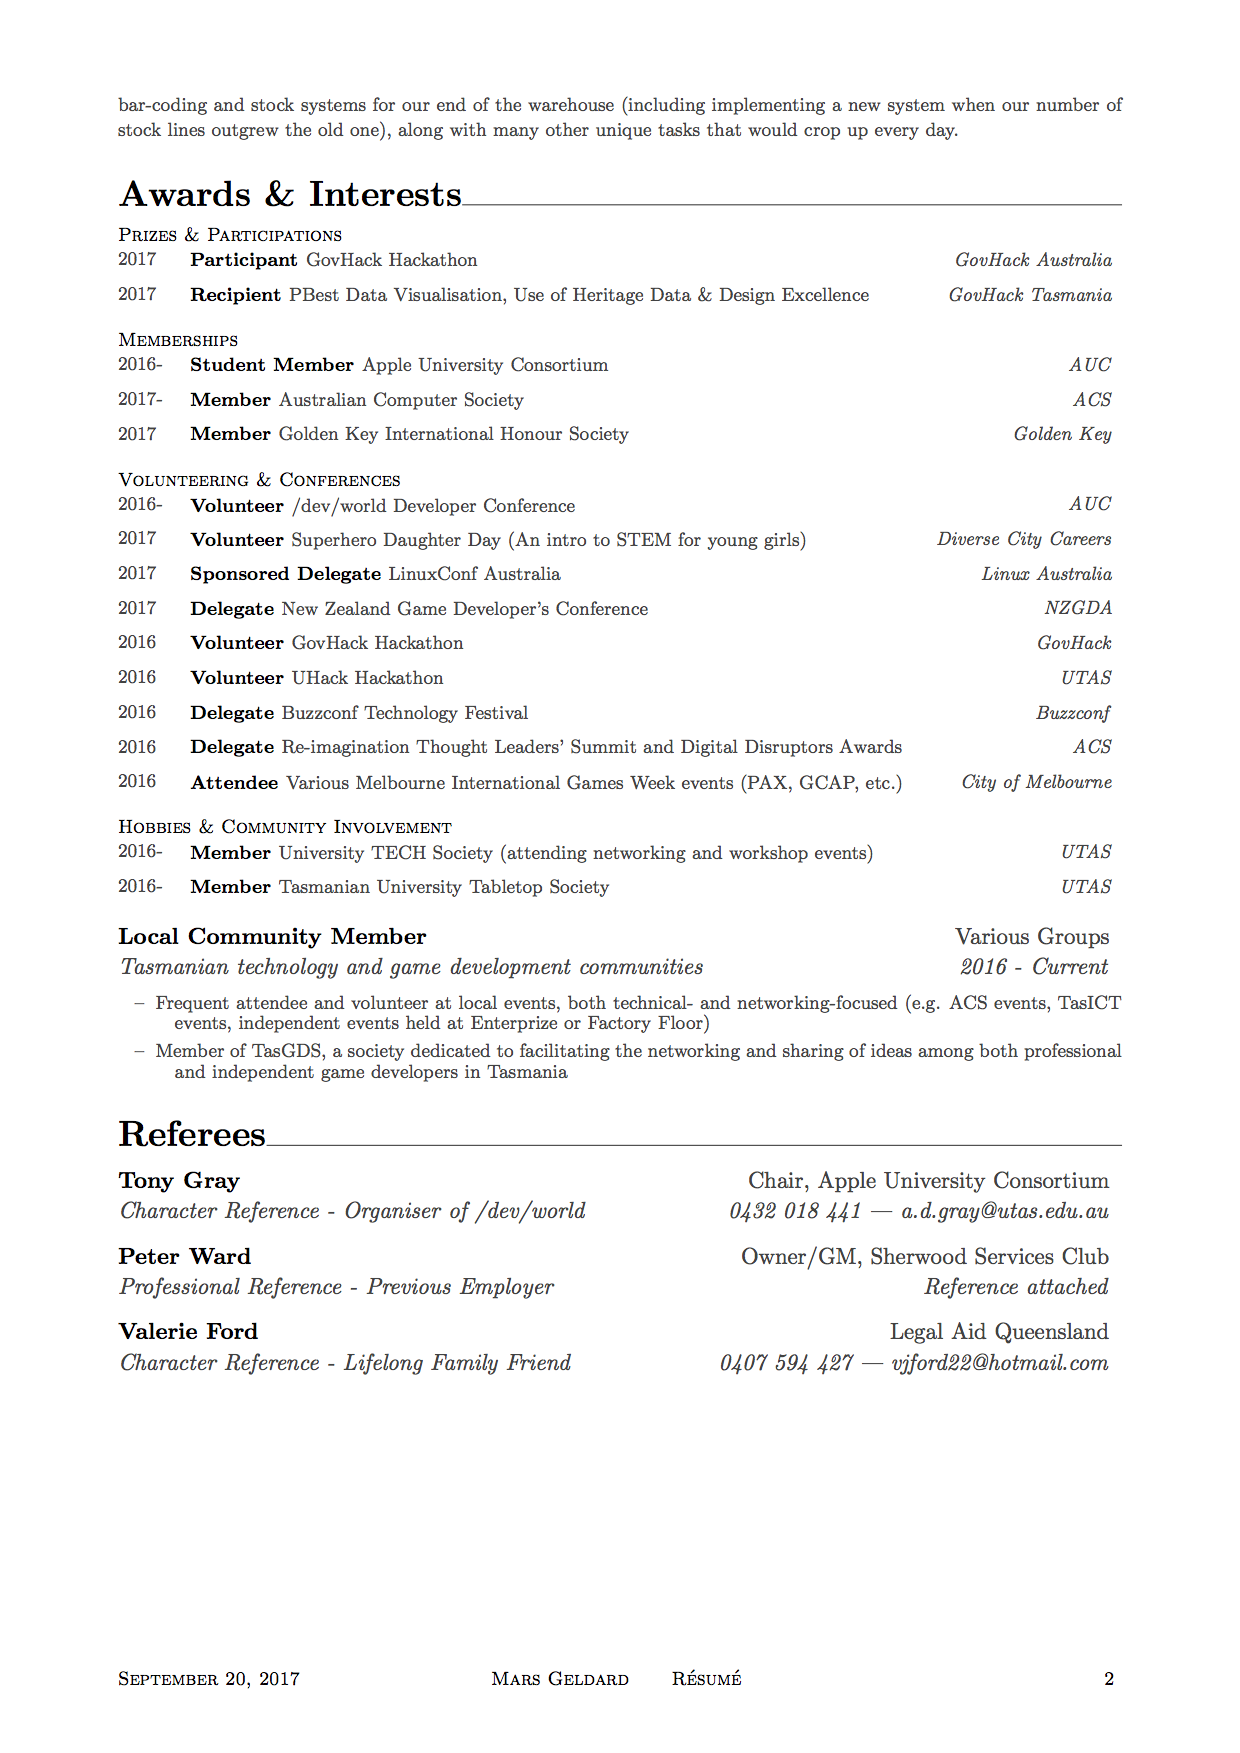 bar-coding and stock systems for our end of the warehouse (including implementing a new system when our number of
stock lines outgrew the old one), along with many other unique tasks that would crop up every day.
Awards & Interests
Prizes & Participations
2017 Participant GovHack Hackathon GovHack Australia
2017 Recipient PBest Data Visualisation, Use of Heritage Data & Design Excellence GovHack Tasmania
Memberships
2016- Student Member Apple University Consortium AUC
2017- Member Australian Computer Society ACS
2017 Member Golden Key International Honour Society Golden Key
Volunteering & Conferences
2016- Volunteer /dev/world Developer Conference AUC
2017 Volunteer Superhero Daughter Day (An intro to STEM for young girls) Diverse City Careers
2017 Sponsored Delegate LinuxConf Australia Linux Australia
2017 Delegate New Zealand Game Developer's Conference NZGDA
2016 Volunteer GovHack Hackathon GovHack
2016 Volunteer UHack Hackathon UTAS
2016 Delegate Buzzconf Technology Festival Buzzconf
2016 Delegate Re-imagination Thought Leaders' Summit and Digital Disruptors Awards ACS
2016 Attendee Various Melbourne International Games Week events (PAX, GCAP, etc.) City of Melbourne
Hobbies & Community Involvement
2016- Member University TECH Society (attending networking and workshop events) UTAS
2016- Member Tasmanian University Tabletop Society UTAS
Local Community Member Various Groups
Tasmanian technology and game development communities 2016 - Current
– Frequent attendee and volunteer at local events, both technical- and networking-focused (e.g. ACS events, TasICT
events, independent events held at Enterprize or Factory Floor)
– Member of TasGDS, a society dedicated to facilitating the networking and sharing of ideas among both professional
and independent game developers in Tasmania
Referees
Tony Gray Chair, Apple University Consortium
Character Reference - Organiser of /dev/world 0432 018 441 — a.d.gray@utas.edu.au
Peter Ward Owner/GM, Sherwood Services Club
Professional Reference - Previous Employer Reference attached
Valerie Ford Legal Aid Queensland
Character Reference - Lifelong Family Friend 0407 594 427 — vjford22@hotmail.com
September 20, 2017 Mars Geldard Résumé 2